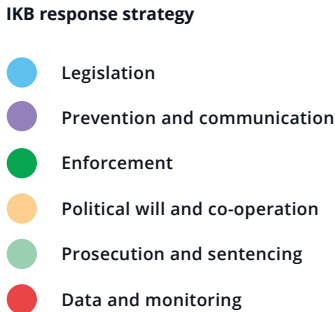 IKB response strategy
Legislation
Prevention and communication
Enforcement
Political will and co-operation
Prosecution and sentencing
Data and monitoring